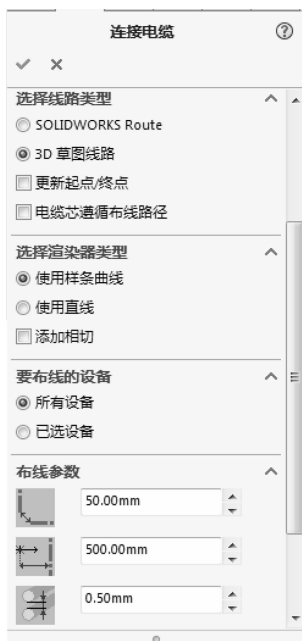 连接电缆
选择线路类型
SOLIDWORKS Route
3D 草图线路
更新起点/终点
电缆芯遵循布线路径
选择渲染器类型
使用样条曲线
使用直线
添加相切
要布线的设备
所有设备
已选设备
布线参数
50.00mm
500.00mm
0.50mm